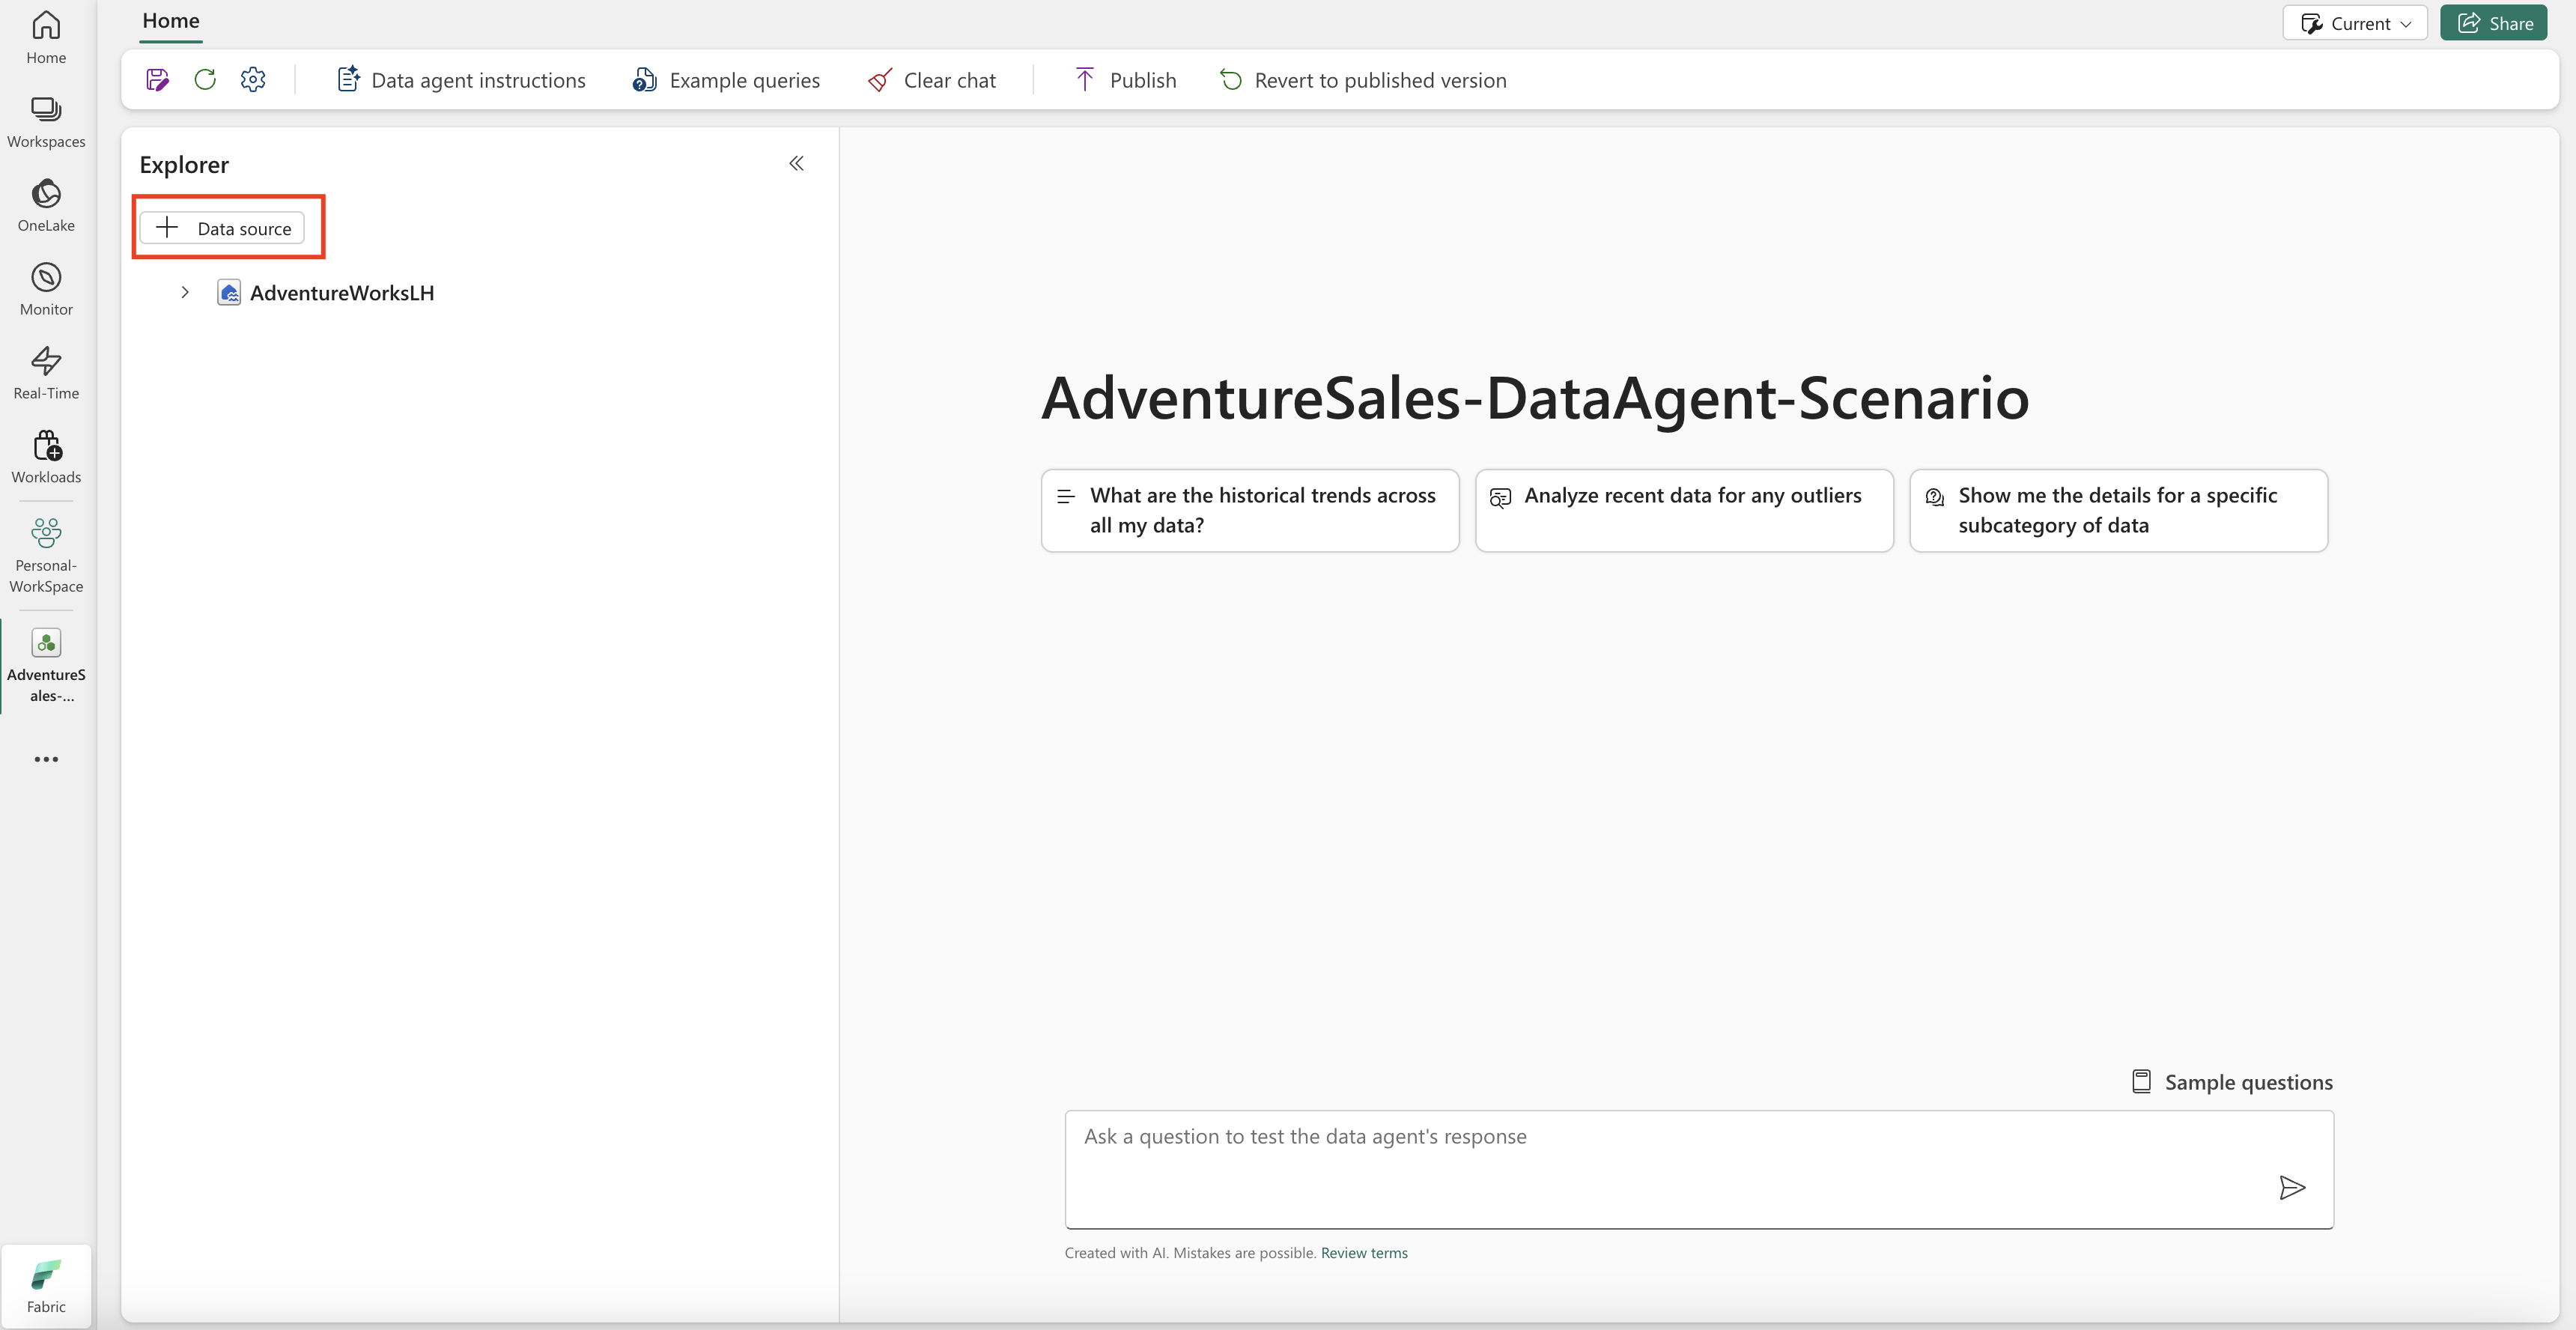 Home
Current
Share
Home
Workspaces
OneLake
Monitor
Real-Time
Workloads
Personal-
WorkSpace
AdventureS
ales-...
Fabric
Data agent instructions
Example queries
Clear chat
Publish
Revert to published version
Explorer
Data source
AdventureWorksLH
AdventureSales-DataAgent-Scenario
What are the historical trends across
all my data?
Analyze recent data for any outliers
Show me the details for a specific
subcategory of data
Sample questions
Ask a question to test the data agent's response
Created with AI. Mistakes are possible. Review terms